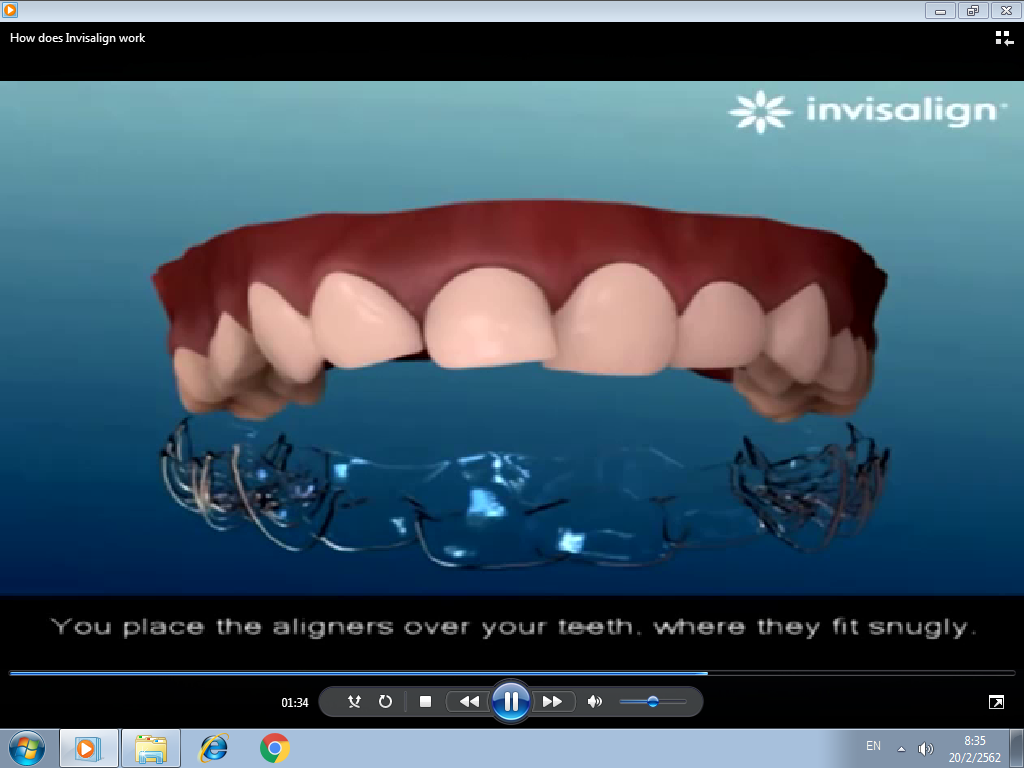 How does Invisalign work
invisalign
You place the aligners over your teeth, where they fit snugly.
01:34
EN
8:35
20/2/2562